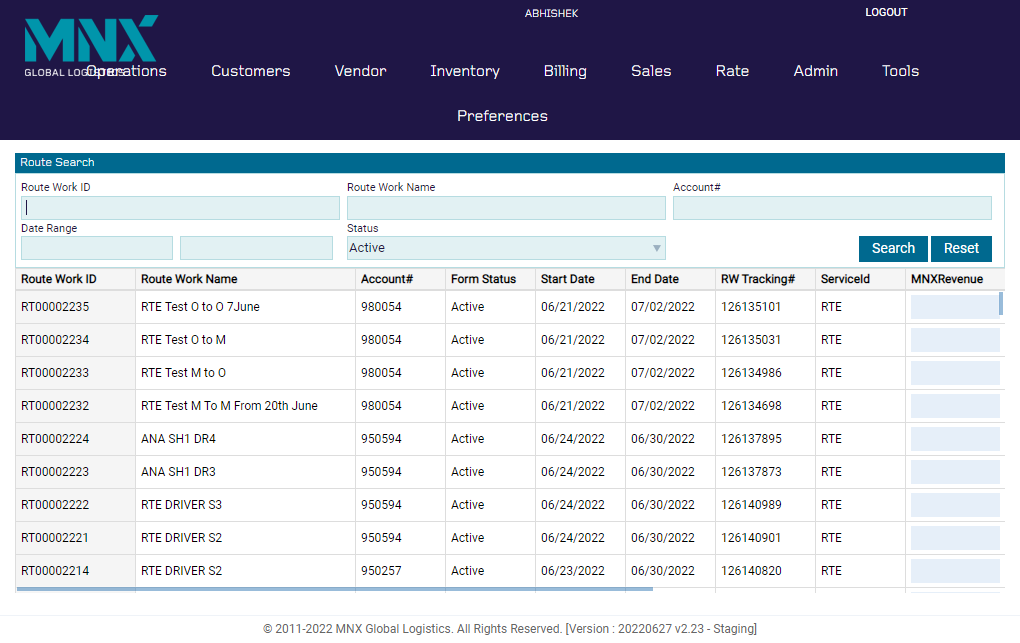 ABHISHEK LOGOUT
MNX
GLOBAL LOGISTICS
Operations Customers Vendor Inventory Billing Sales Rate Admin Tools
Preferences
Route Search
Route Work ID Route Work Name Account#
Date Range Status
Active Search Reset
Route Work ID Route Work Name Account# Form Status Start Date End Date RW Tracking# ServiceId MNXRevenue
RT00002235 RTE Test O to O 7June 980054 Active 06/21/2022 07/02/2022 126135101 RTE
RT00002234 RTE Test O to M 980054 Active 06/21/2022 07/02/2022 126135031 RTE
RT00002233 RTE Test M to O 980054 Active 06/21/2022 07/02/2022 126134986 RTE
RT00002232 RTE Test M To M From 20th June 980054 Active 06/21/2022 07/02/2022 126134698 RTE
RT00002224 ANA SH1 DR4 950594 Active 06/24/2022 06/30/2022 126137895 RTE
RT00002223 ANA SH1 DR3 950594 Active 06/24/2022 06/30/2022 126137873 RTE
RT00002222 RTE DRIVER S3 950594 Active 06/24/2022 06/30/2022 126140989 RTE
RT00002221 RTE DRIVER S2 950594 Active 06/24/2022 06/30/2022 126140901 RTE
RT00002214 RTE DRIVER S2 950257 Active 06/23/2022 06/30/2022 126140820 RTE
© 2011-2022 MNX Global Logistics. All Rights Reserved. [Version : 20220627 v2.23 - Staging]